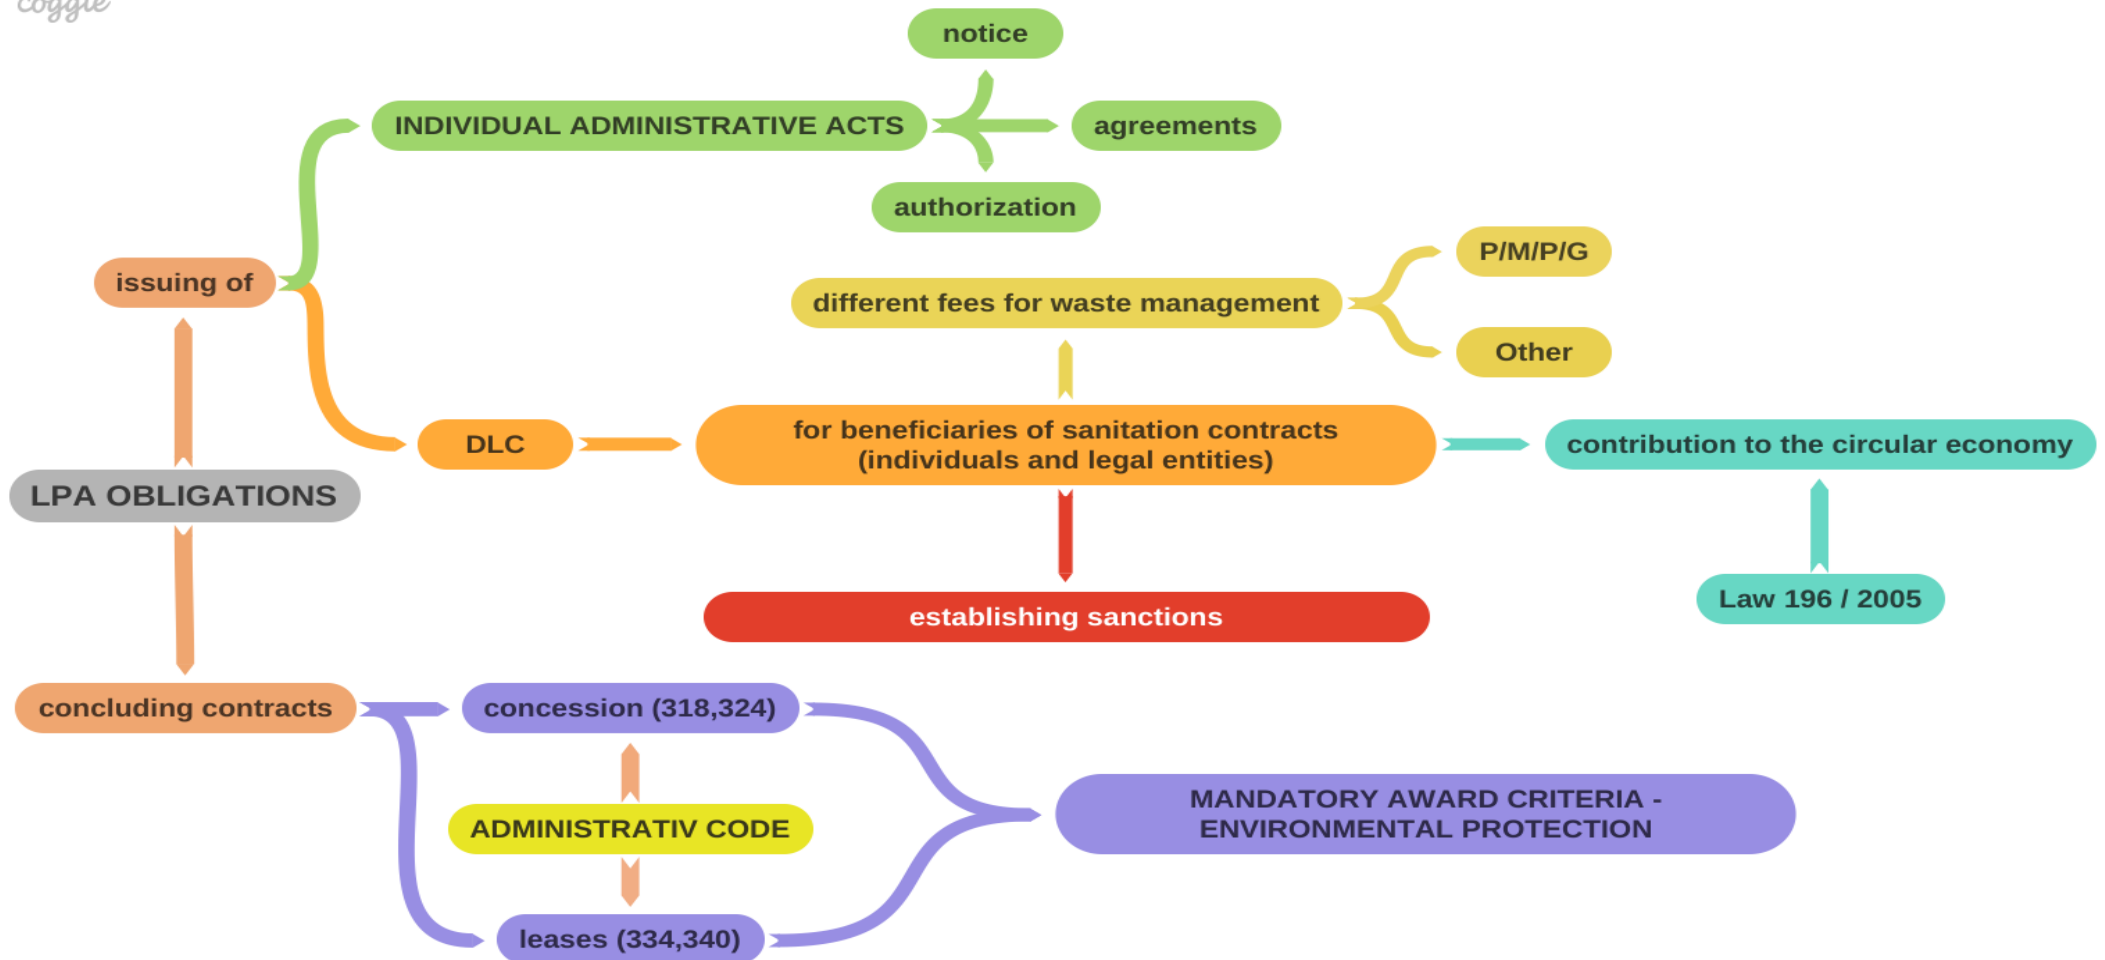 coggle
notice
INDIVIDUAL ADMINISTRATIVE ACTS
agreements
authorization
P/M/P/G
issuing of
different fees for waste management
Other
DLC
for beneficiaries of sanitation contracts
(individuals and legal entities)
contribution to the circular economy
LPA OBLIGATIONS
Law 196 / 2005
establishing sanctions
concluding contracts
concession (318,324)
MANDATORY AWARD CRITERIA -
ENVIRONMENTAL PROTECTION
ADMINISTRATIV CODE
leases (334,340)